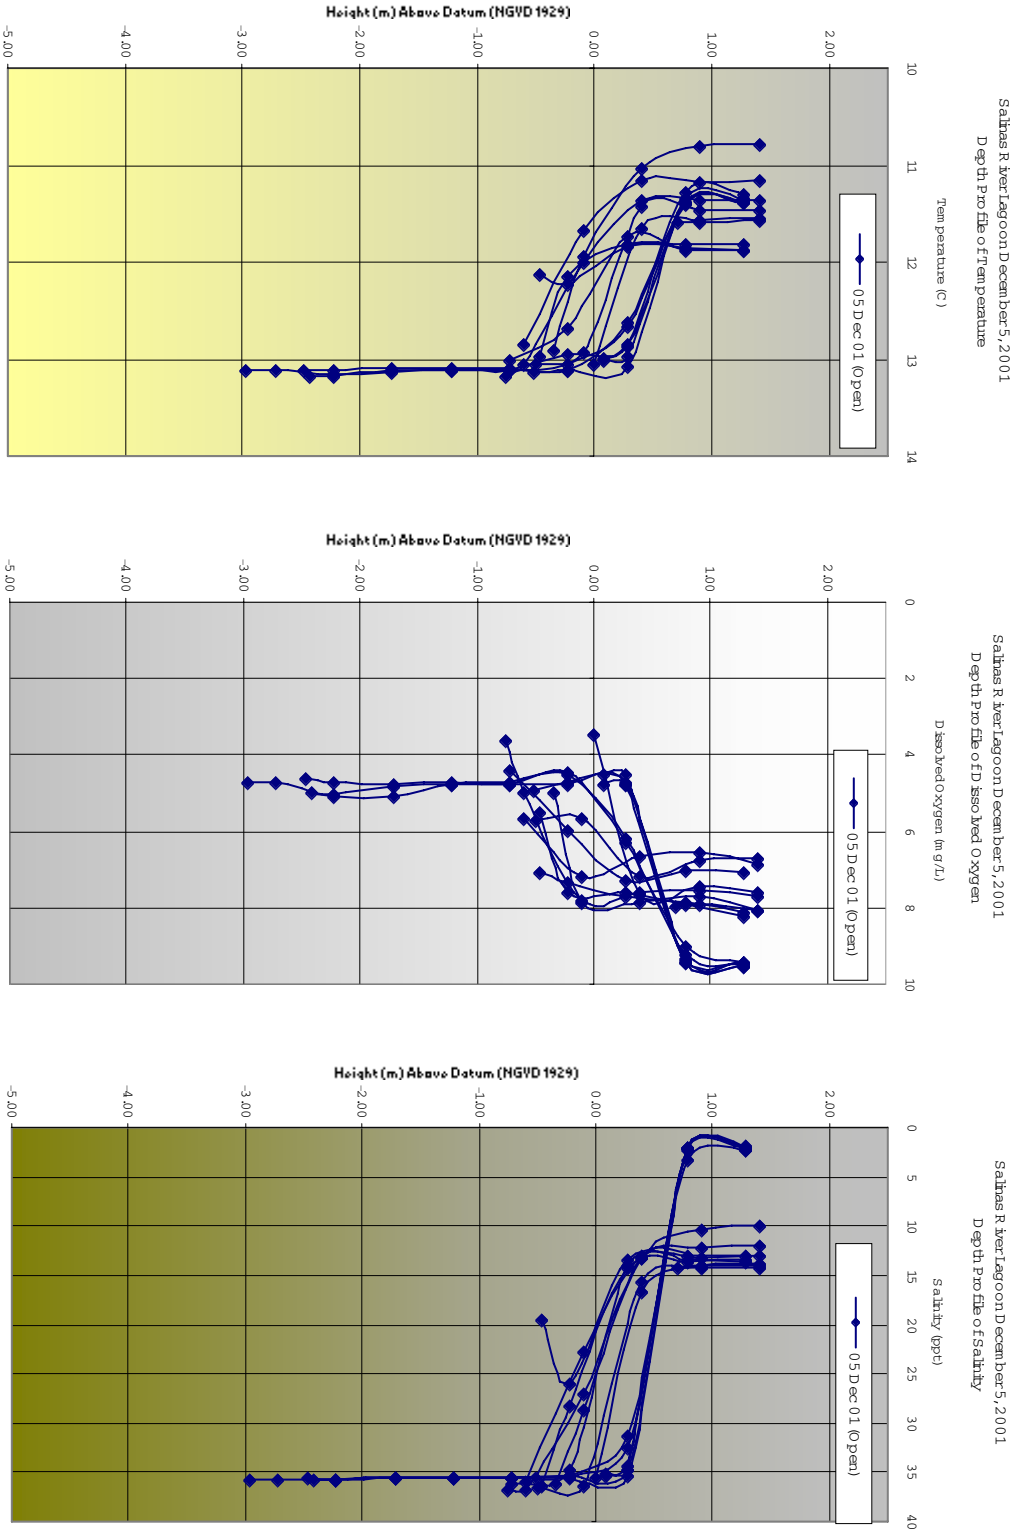 Salinas River Lagoon December 5, 2001
Depth Profile of Temperature
Temperature (C)
10
11
12
13
14
2.00
1.00
0.00
-1.00
-2.00
-3.00
-4.00
-5.00
Height (m) Above Datum (NGVD 1929)
05 Dec 01 (Open)
Salinas River Lagoon December 5, 2001
Depth Profile of Dissolved Oxygen
Dissolved Oxygen (mg/L)
0
2
4
6
8
10
2.00
1.00
0.00
-1.00
-2.00
-3.00
-4.00
-5.00
Height (m) Above Datum (NGVD 1929)
05 Dec 01 (Open)
Salinas River Lagoon December 5, 2001
Depth Profile of Salinity
Salinity (ppt)
0
5
10
15
20
25
30
35
40
2.00
1.00
0.00
-1.00
-2.00
-3.00
-4.00
-5.00
Height (m) Above Datum (NGVD 1929)
05 Dec 01 (Open)